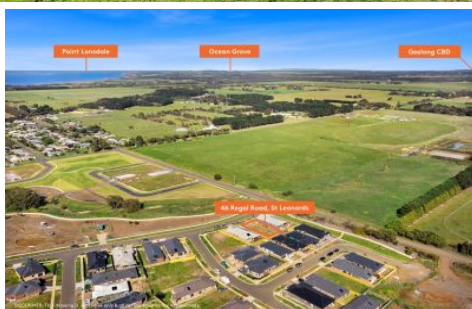 Point Lonsdale
Ocean Grove
Geelong CBD
46 Regal Road, St Leonards